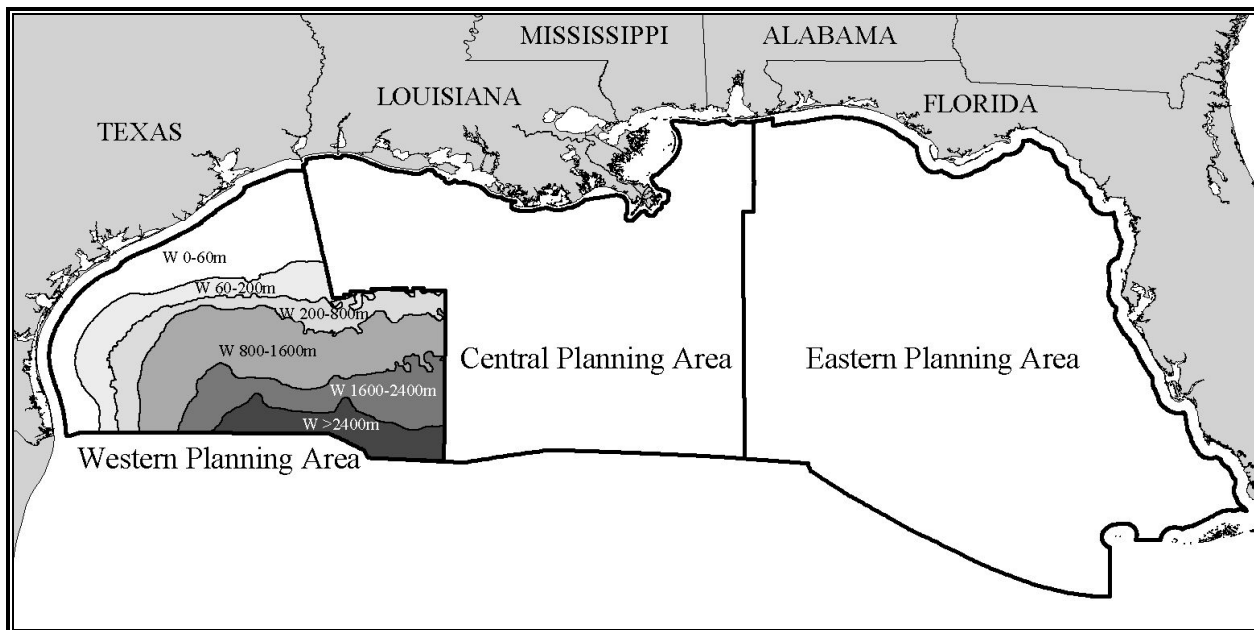 MISSISSIPPI
ALABAMA
LOUISIANA
FLORIDA
TEXAS
W 0-60m
W 60-200m
W 200-800m
W 800-1600m
Central Planning Area
Eastern Planning Area
W 1600-2400m
W >2400m
Western Planning Area